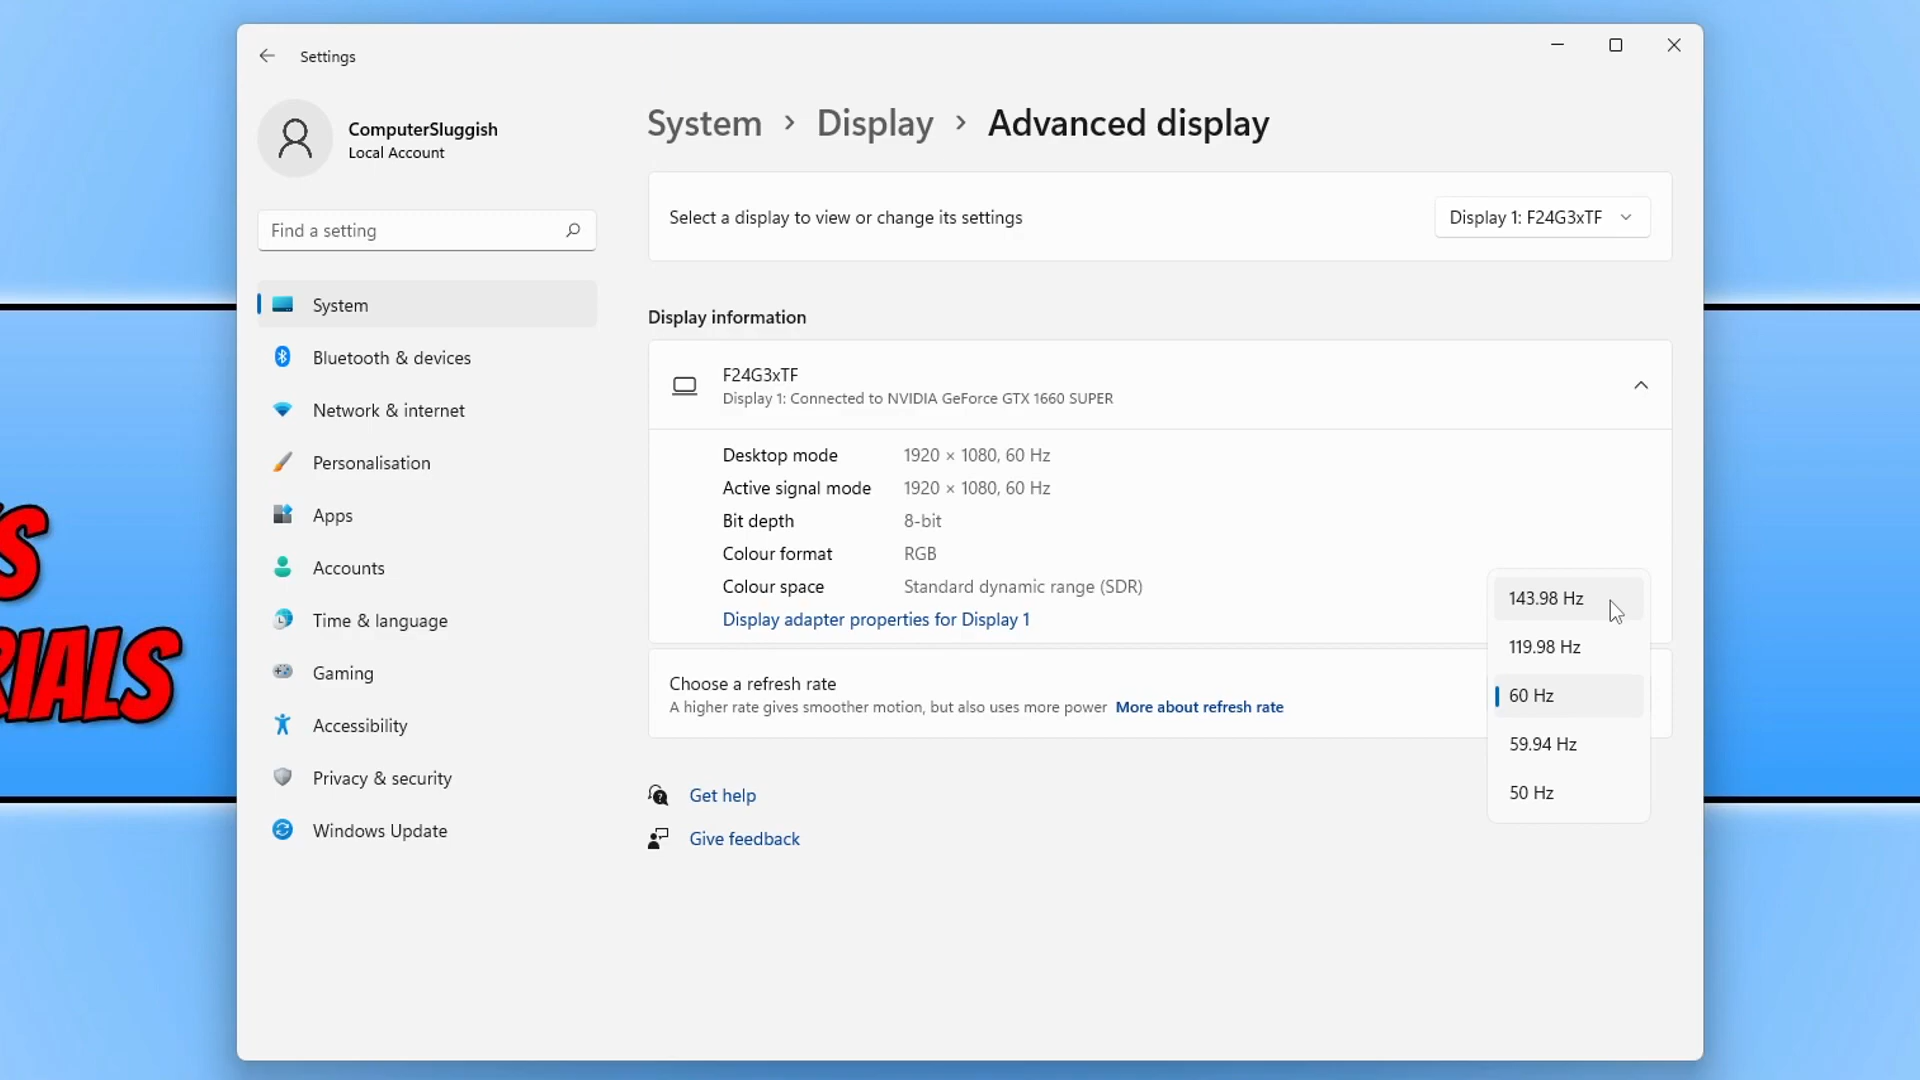 Settings
ComputerSluggish
Local Account
Find a setting
System
Bluetooth & devices
Network & internet
Personalisation
Apps
Accounts
Time & language
Gaming
Accessibility
Privacy & security
Windows Update
System > Display > Advanced display
Select a display to view or change its settings
Display 1: F24G3xTF
Display information
F24G3xTF
Display 1: Connected to NVIDIA GeForce GTX 1660 SUPER
Desktop mode 1920 × 1080, 60 Hz
Active signal mode 1920 × 1080, 60 Hz
Bit depth 8-bit
Colour format RGB
Colour space Standard dynamic range (SDR)
Display adapter properties for Display 1
Choose a refresh rate
A higher rate gives smoother motion, but also uses more power More about refresh rate
143.98 Hz
119.98 Hz
60 Hz
59.94 Hz
50 Hz
Get help
Give feedback